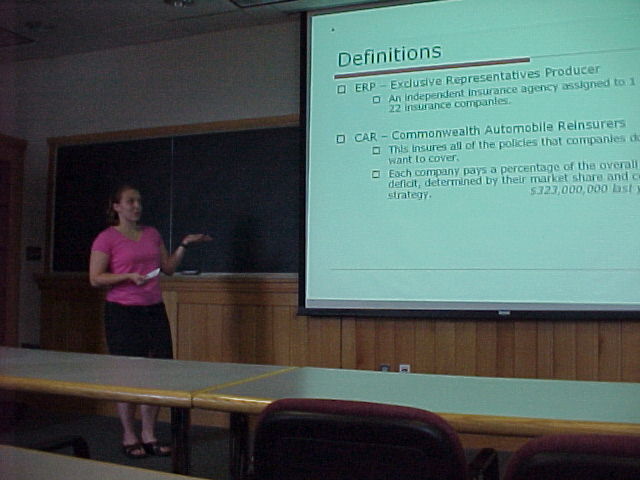 Definitions
ERP – Exclusive Representatives Producer
An independent insurance agency assigned to 1
22 insurance companies.
CAR – Commonwealth Automobile Reinsurers
This insures all of the policies that companies do
want to cover.
Each company pays a percentage of the overall
deficit, determined by their market share and c
strategy.
$323,000,000 last y